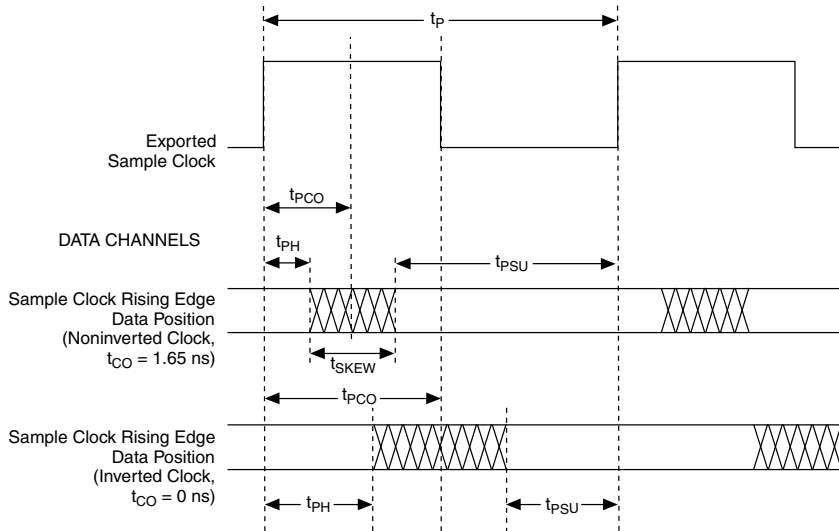 tP
Exported
Sample Clock
tPCO
DATA CHANNELS
tPH
tPSU
Sample Clock Rising Edge
Data Position
(Noninverted Clock,
tCO = 1.65 ns)
tSKEW
tPCO
Sample Clock Rising Edge
Data Position
(Inverted Clock,
tCO = 0 ns)
tPH
tPSU